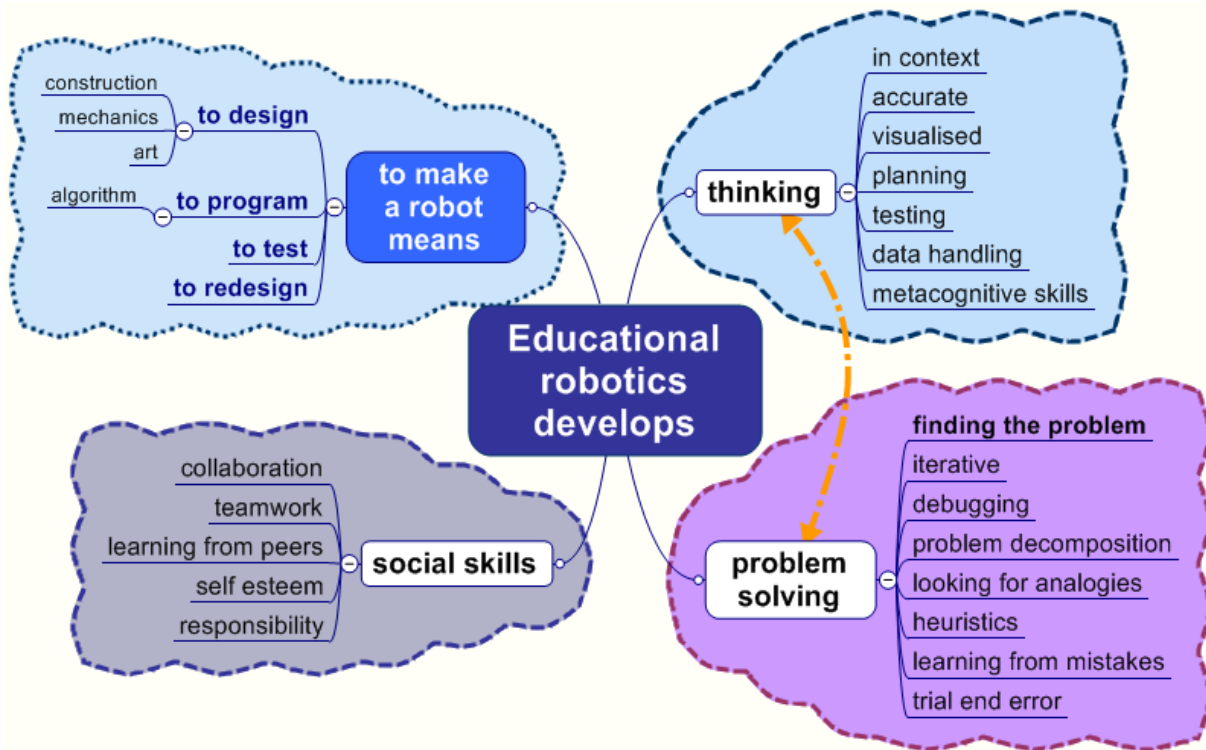 Educational
robotics
develops
to make
a robot
means
to design
construction
mechanics
art
to program
algorithm
to test
to redesign
thinking
in context
accurate
visualised
planning
testing
data handling
metacognitive skills
social skills
collaboration
teamwork
learning from peers
self esteem
responsibility
problem
solving
finding the problem
iterative
debugging
problem decomposition
looking for analogies
heuristics
learning from mistakes
trial end error